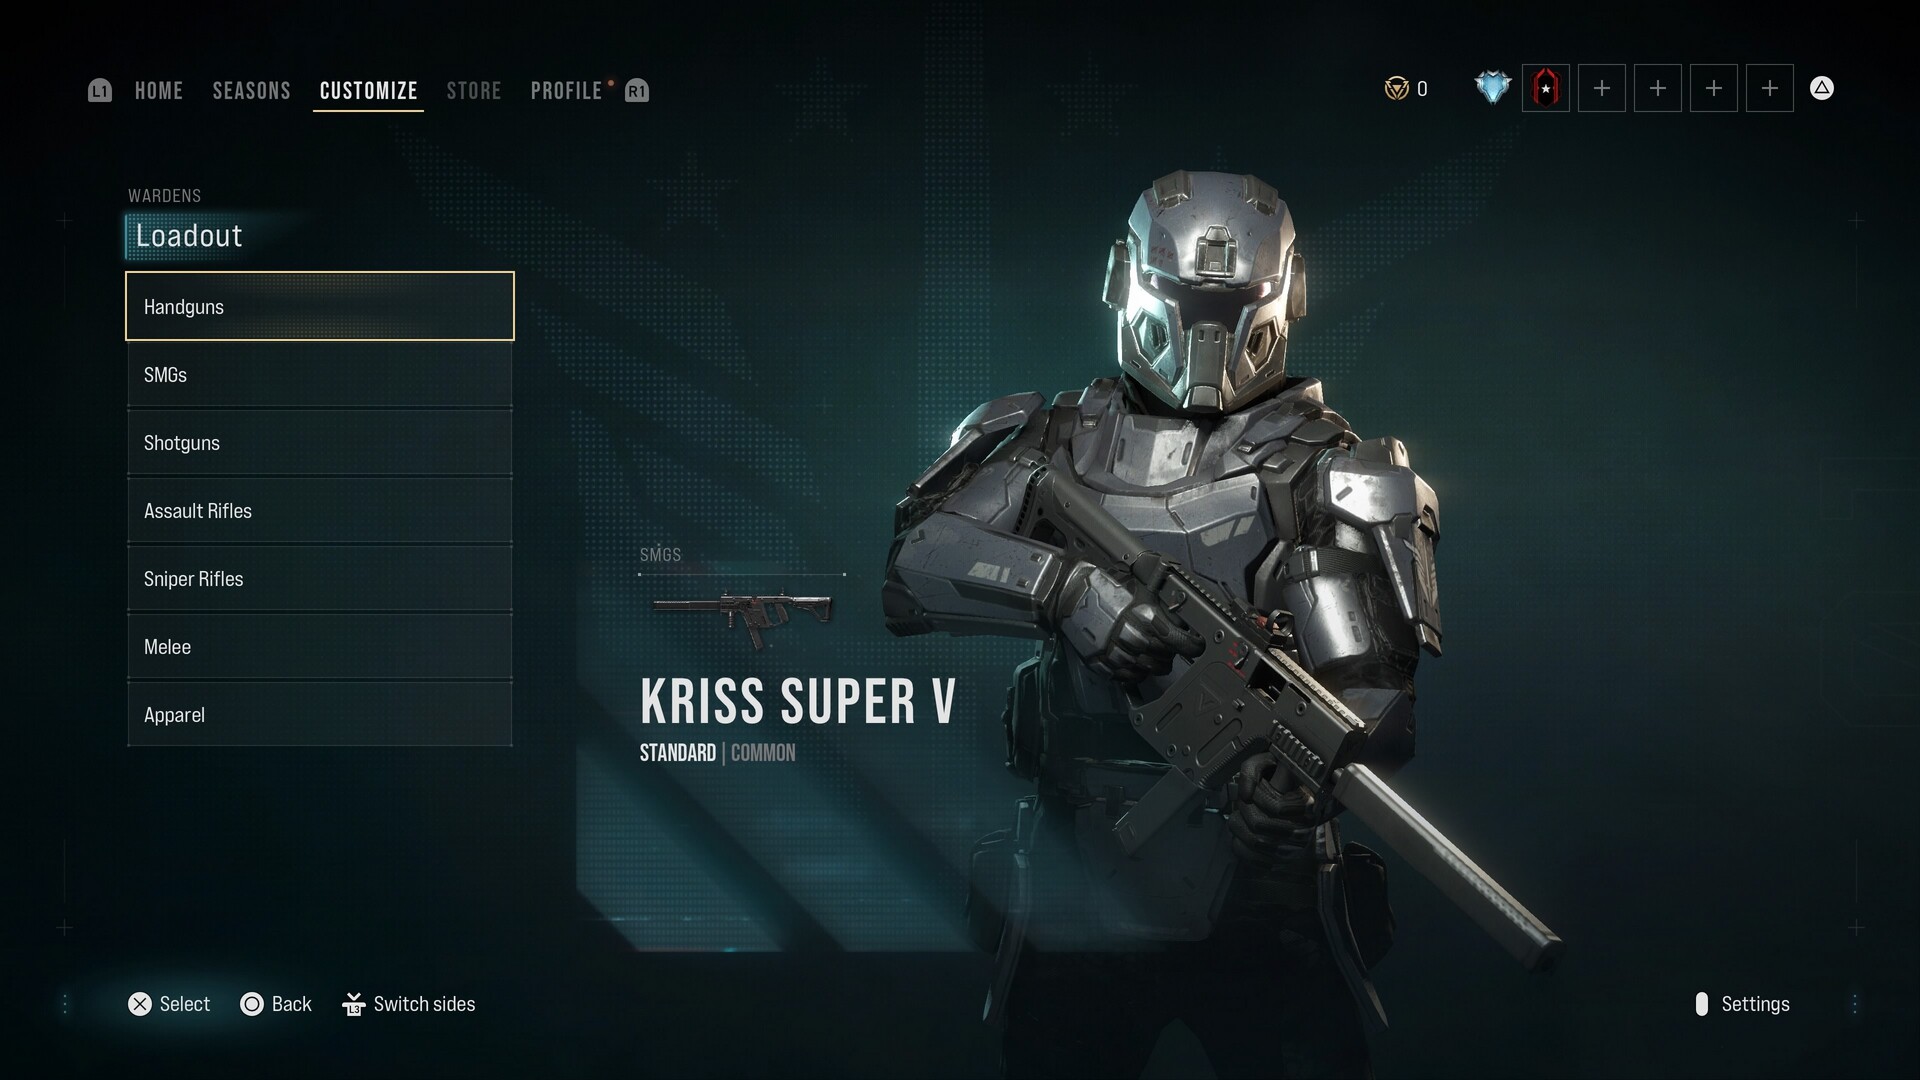 L1 HOME SEASONS CUSTOMIZE STORE PROFILE R1
0
WARDENS
Loadout
Handguns
SMGs
Shotguns
Assault Rifles
Sniper Rifles
Melee
Apparel
SMGS
KRISS SUPER V
STANDARD | COMMON
Select Back L3 Switch sides
Settings